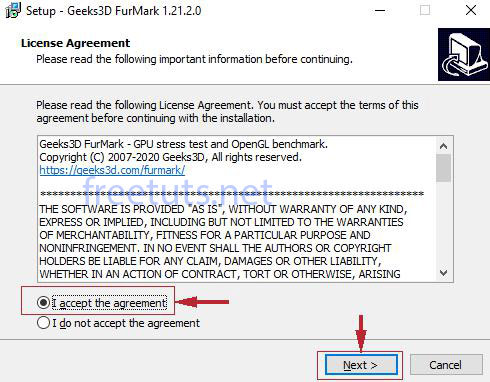 Setup - Geeks3D FurMark 1.21.2.0
License Agreement
Please read the following important information before continuing.
Please read the following License Agreement. You must accept the terms of this
agreement before continuing with the installation.
Geeks3D FurMark - GPU stress test and OpenGL benchmark.
Copyright (C) 2007-2020 Geeks3D, All rights reserved.
https://geeks3d.com/furmark/
freetuts.net
****************************************************************
THE SOFTWARE IS PROVIDED "AS IS", WITHOUT WARRANTY OF ANY KIND,
EXPRESS OR IMPLIED, INCLUDING BUT NOT LIMITED TO THE WARRANTIES
OF MERCHANTABILITY, FITNESS FOR A PARTICULAR PURPOSE AND
NONINFRINGEMENT. IN NO EVENT SHALL THE AUTHORS OR COPYRIGHT
HOLDERS BE LIABLE FOR ANY CLAIM, DAMAGES OR OTHER LIABILITY,
WHETHER IN AN ACTION OF CONTRACT, TORT OR OTHERWISE, ARISING
I accept the agreement
I do not accept the agreement
Next >
Cancel